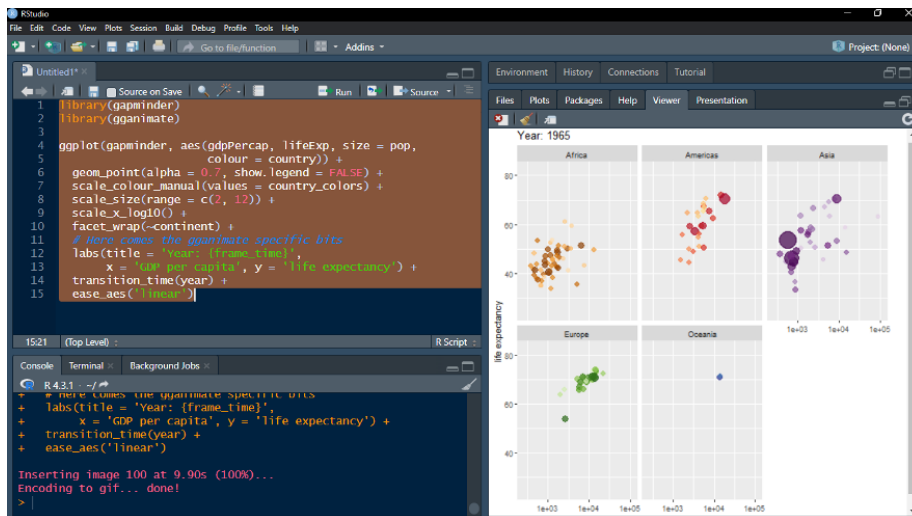 RStudio
File Edit Code View Plots Session Build Debug Profile Tools Help
Go to file/function Addins Project: (None)
Untitled1*
Source on Save Run Source
1 library(gapminder)
2 library(gganimate)
3
4 ggplot(gapminder, aes(gdpPercap, lifeExp, size = pop,
5 colour = country)) +
6 geom_point(alpha = 0.7, show.legend = FALSE) +
7 scale_colour_manual(values = country_colors) +
8 scale_size(range = c(2, 12)) +
9 scale_x_log10() +
10 facet_wrap(~continent) +
11 # Here comes the gganimate specific bits
12 labs(title = 'Year: {frame_time}',
13 x = 'GDP per capita', y = 'life expectancy') +
14 transition_time(year) +
15 ease_aes('linear')
15:21 (Top Level) R Script
Console Terminal Background Jobs
R 4.3.1 · ~/
+ # Here comes the gganimate specific bits
+ labs(title = 'Year: {frame_time}',
+ x = 'GDP per capita', y = 'life expectancy') +
+ transition_time(year) +
+ ease_aes('linear')
Inserting image 100 at 9.90s (100%)...
Encoding to gif... done!
>
Environment History Connections Tutorial
Files Plots Packages Help Viewer Presentation
Year: 1965
Africa Americas Asia
80
60
40
1e+03 1e+04 1e+05
life expectancy
Europe Oceania
80
60
40
1e+03 1e+04 1e+05 1e+03 1e+04 1e+05